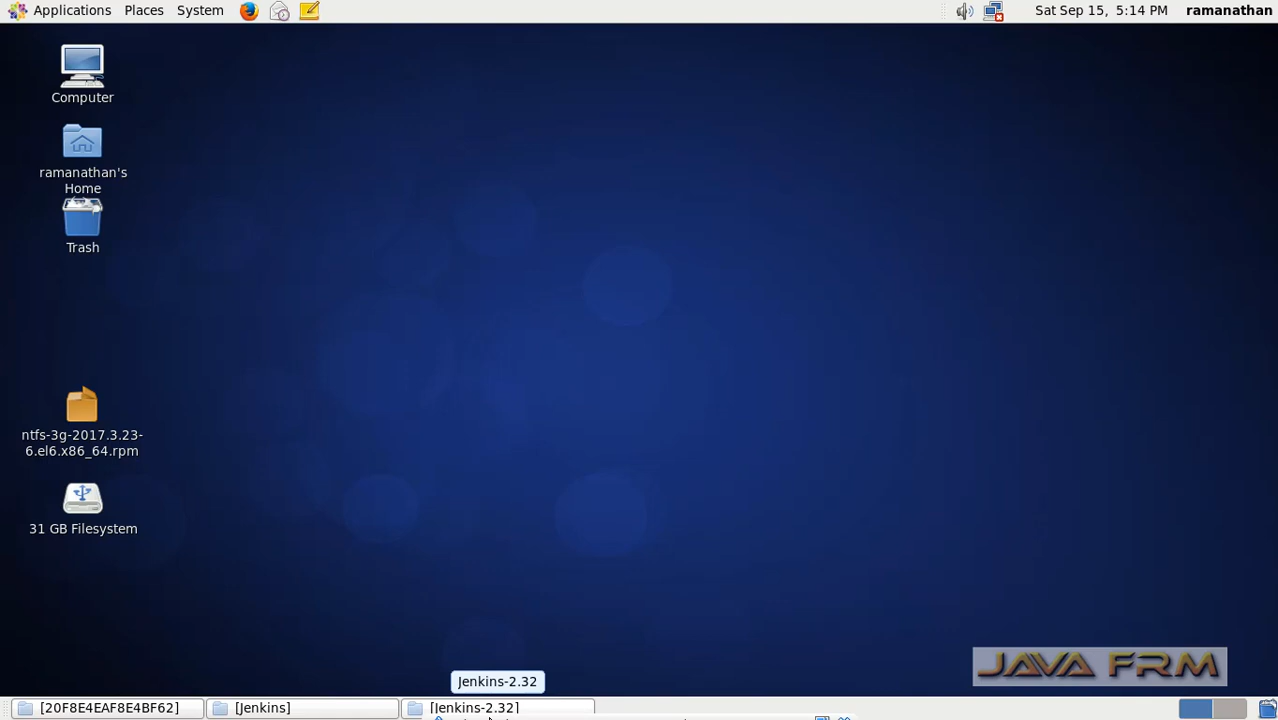 Applications Places System
Sat Sep 15, 5:14 PM ramanathan
Computer
ramanathan's
Home
Trash
ntfs-3g-2017.3.23-
6.el6.x86_64.rpm
31 GB Filesystem
JAVA FRM
Jenkins-2.32
[20F8E4EAF8E4BF62] [Jenkins] [Jenkins-2.32]